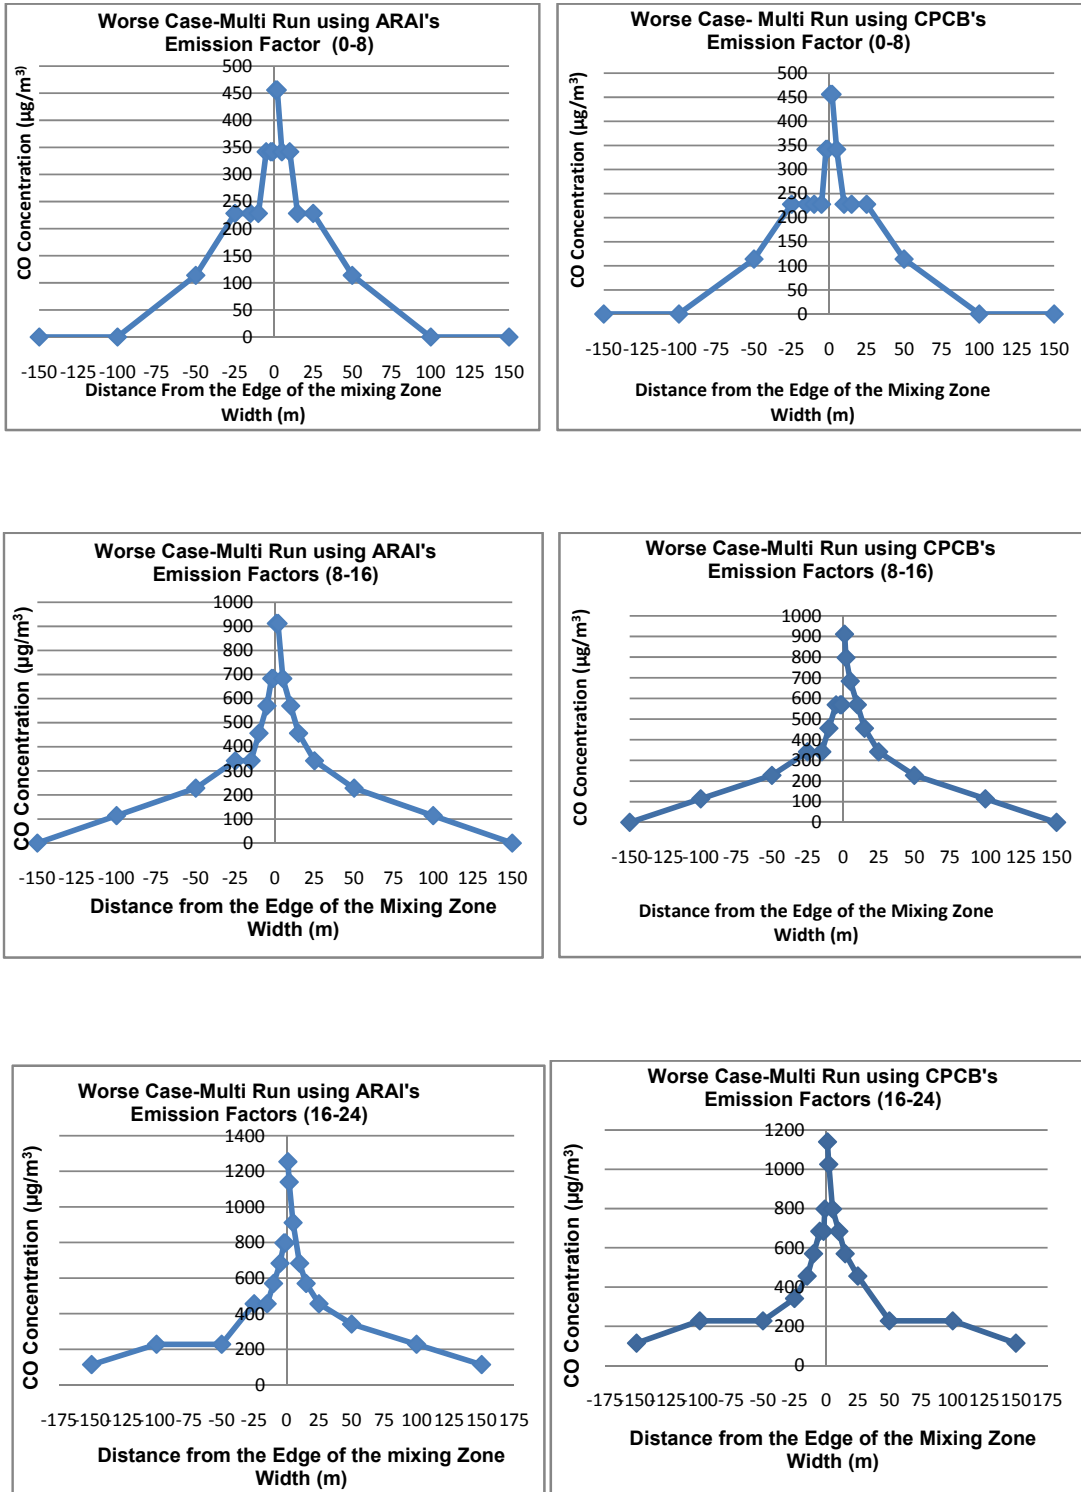 Worse Case-Multi Run using ARAI's
Emission Factor (0-8)
CO Concentration (µg/m³)
500
450
400
350
300
250
200
150
100
50
0
-150 -125 -100 -75 -50 -25 0 25 50 75 100 125 150
Distance From the Edge of the mixing Zone
Width (m)
Worse Case- Multi Run using CPCB's
Emission Factor (0-8)
CO Concentration (µg/m³)
500
450
400
350
300
250
200
150
100
50
0
-150-125-100 -75 -50 -25 0 25 50 75 100 125 150
Distance from the Edge of the Mixing Zone
Width (m)
Worse Case-Multi Run using ARAI's
Emission Factors (8-16)
CO Concentration (µg/m³)
1000
900
800
700
600
500
400
300
200
100
0
-150 -125 -100 -75 -50 -25 0 25 50 75 100 125 150
Distance from the Edge of the Mixing Zone
Width (m)
Worse Case-Multi Run using CPCB's
Emission Factors (8-16)
CO Concentration (µg/m³)
1000
900
800
700
600
500
400
300
200
100
0
-150-125-100 -75 -50 -25 0 25 50 75 100 125 150
Distance from the Edge of the Mixing Zone
Width (m)
Worse Case-Multi Run using ARAI's
Emission Factors (16-24)
CO Concentration (µg/m³)
1400
1200
1000
800
600
400
200
0
-175-150-125-100 -75 -50 -25 0 25 50 75 100 125 150 175
Distance from the Edge of the mixing Zone
Width (m)
Worse Case-Multi Run using CPCB's
Emission Factors (16-24)
CO Concentration (µg/m³)
1200
1000
800
600
400
200
0
-175-150-125-100 -75 -50 -25 0 25 50 75 100 125 150 175
Distance from the Edge of the Mixing Zone
Width (m)